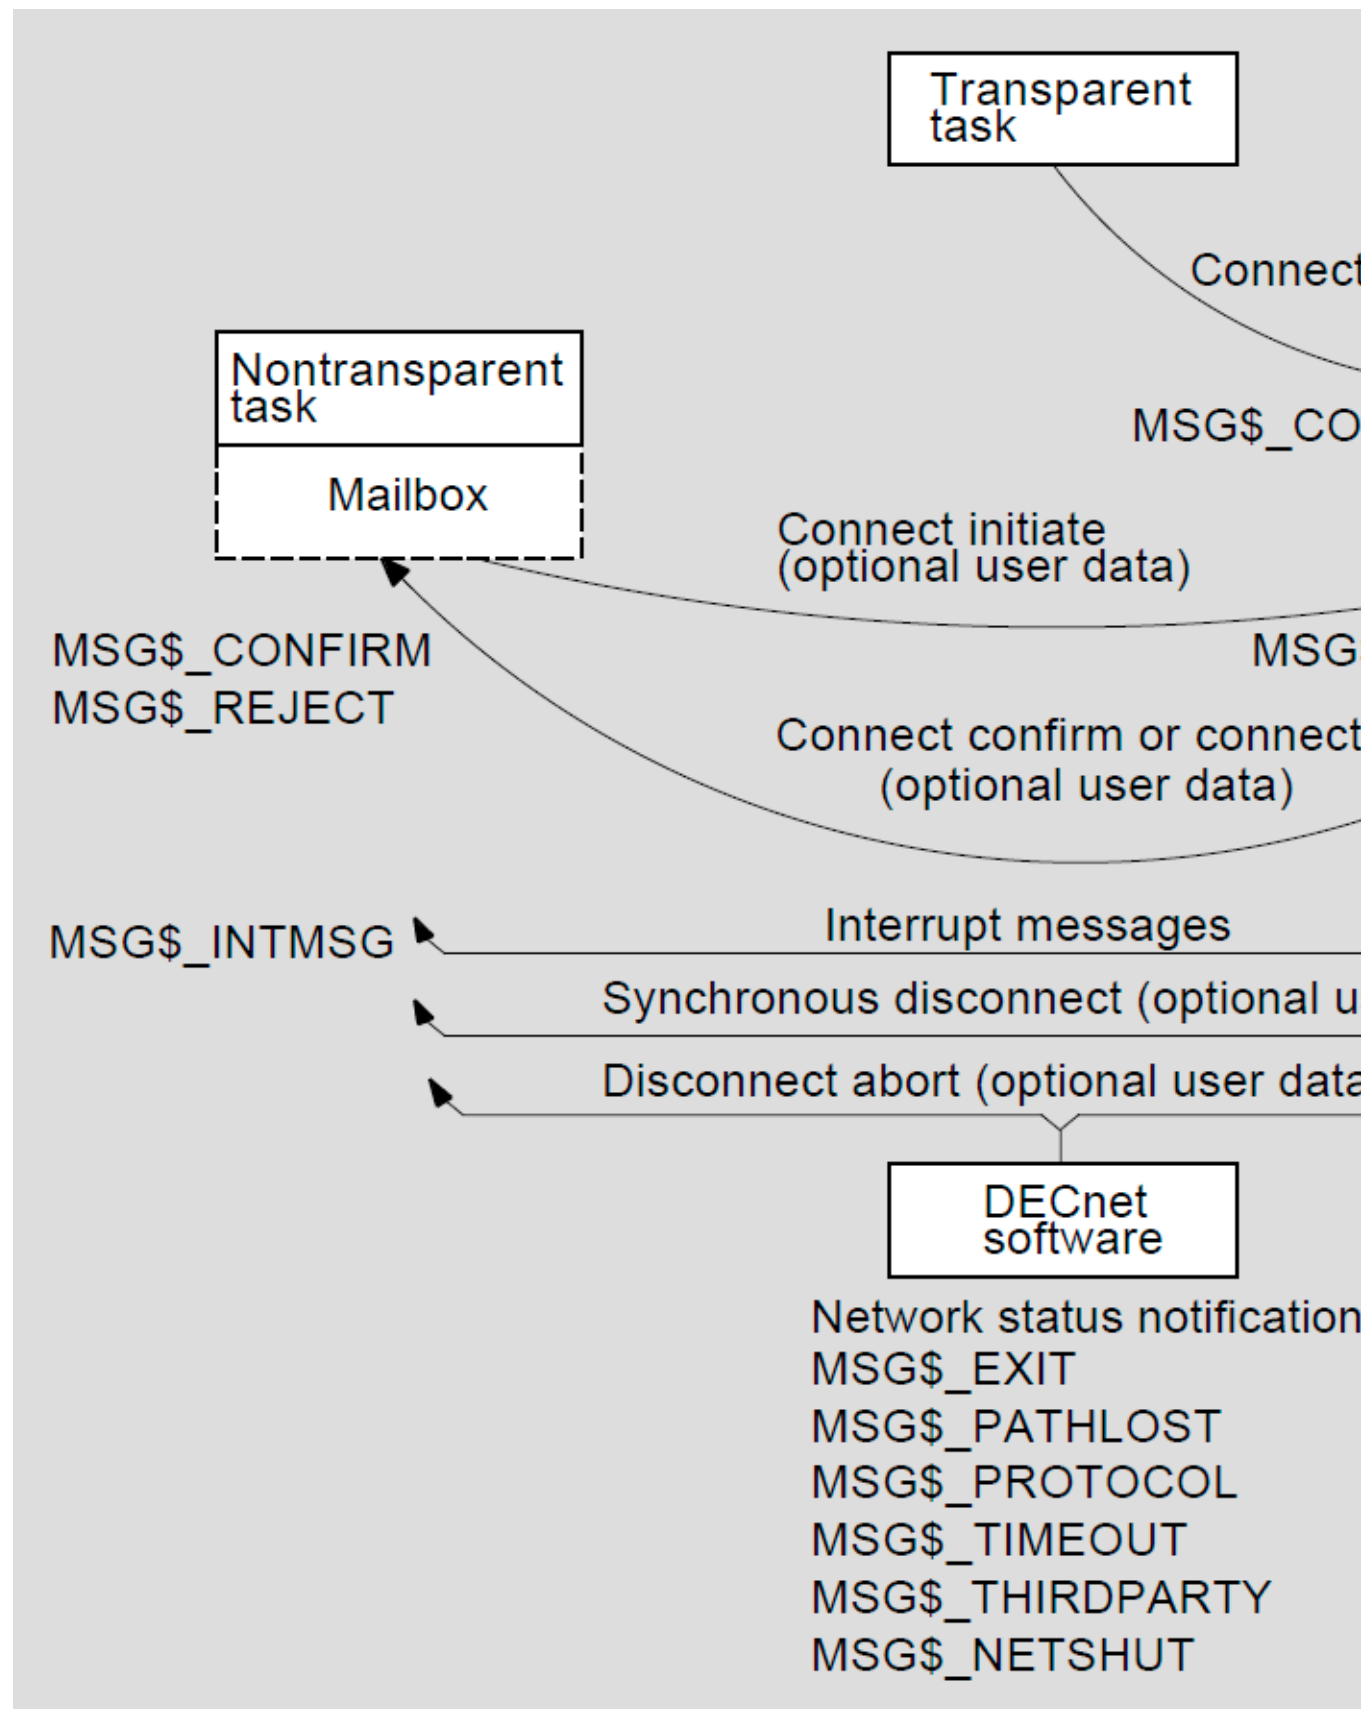 Transparent
task
Connect
Nontransparent
task
MSG$_CO
Mailbox
Connect initiate
(optional user data)
MSG$_CONFIRM
MSG
MSG$_REJECT
Connect confirm or connect
(optional user data)
Interrupt messages
MSG$_INTMSG
Synchronous disconnect (optional u
Disconnect abort (optional user data
DECnet
software
Network status notification
MSG$_EXIT
MSG$_PATHLOST
MSG$_PROTOCOL
MSG$_TIMEOUT
MSG$_THIRDPARTY
MSG$_NETSHUT